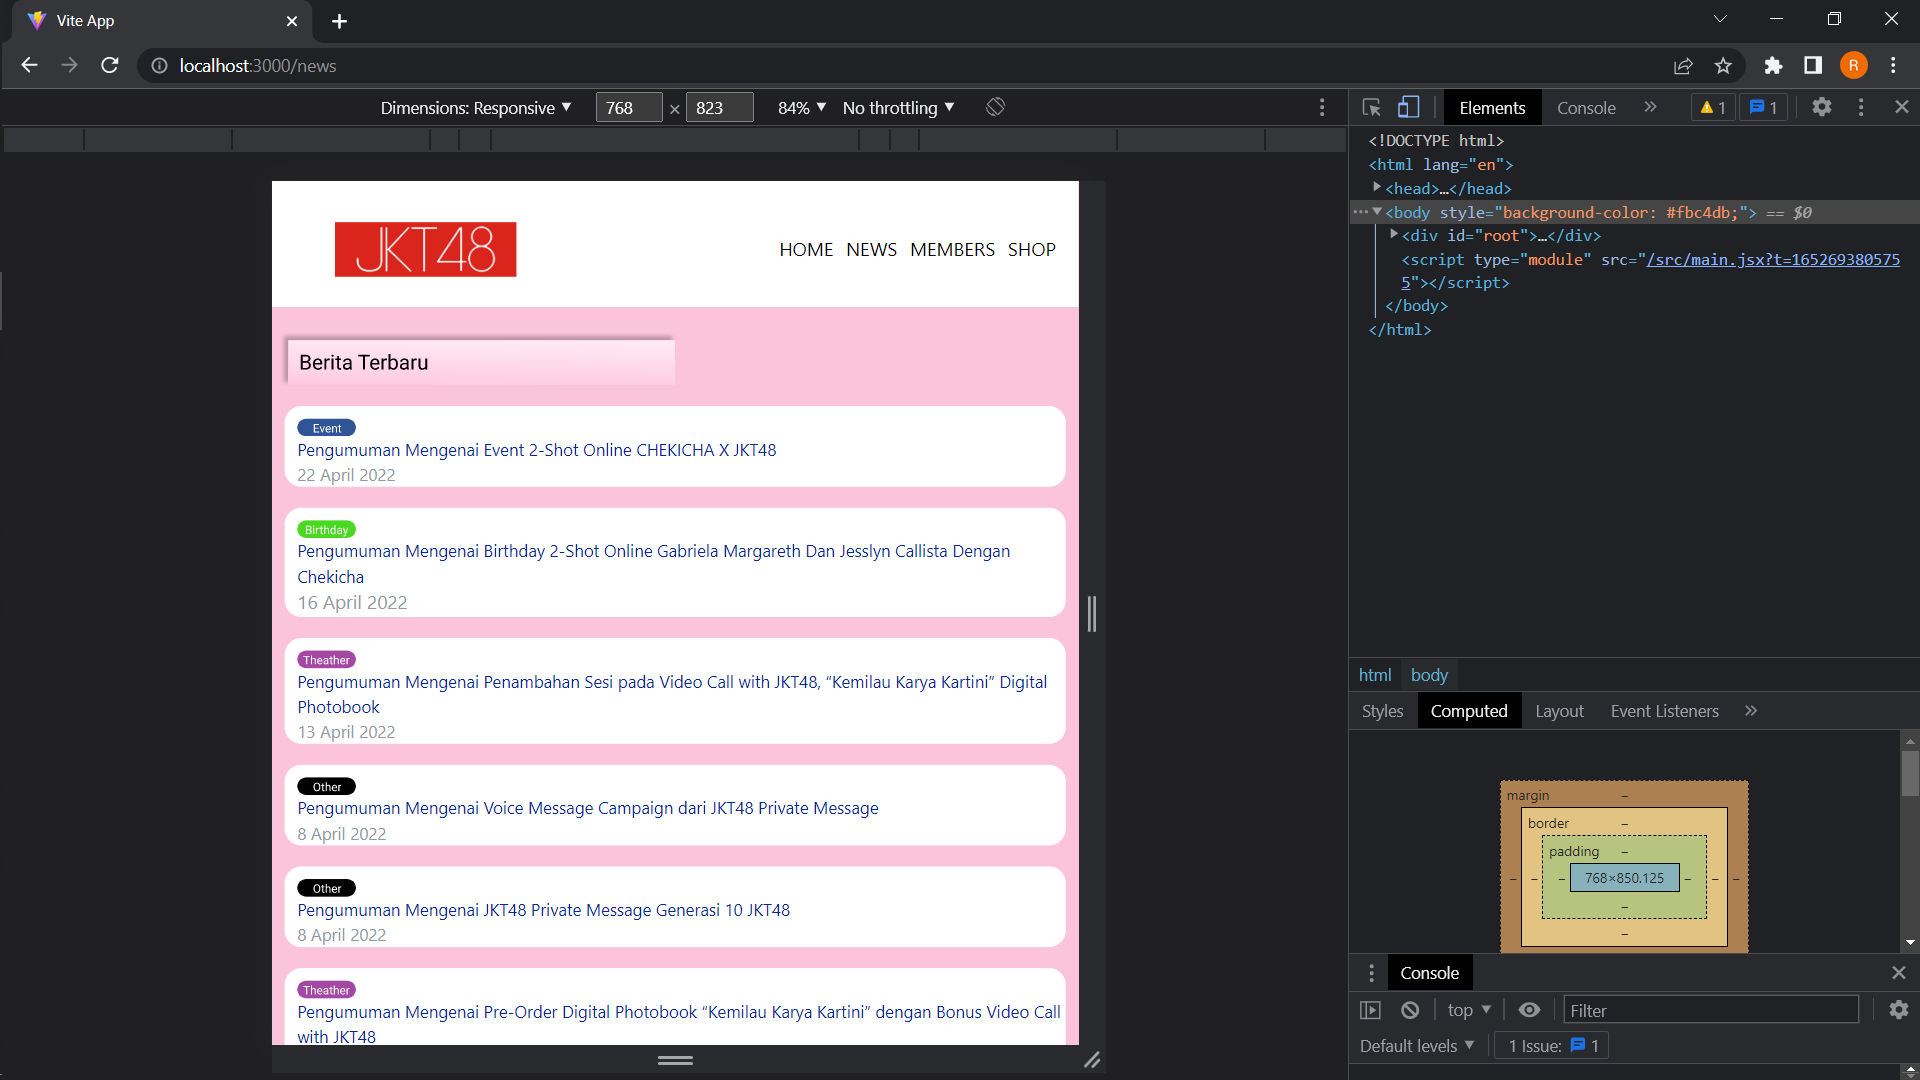 Vite App
localhost:3000/news
R
Dimensions: Responsive ▼ 768 × 823 84% ▼ No throttling ▼
Elements Console » 1 1
<!DOCTYPE html>
<html lang="en">
<head>…</head>
<body style="background-color: #fbc4db;"> == $0
<div id="root">…</div>
<script type="module" src="/src/main.jsx?t=165269380575
5"></script>
</body>
</html>
JKT48
HOME NEWS MEMBERS SHOP
Berita Terbaru
Event
Pengumuman Mengenai Event 2-Shot Online CHEKICHA X JKT48
22 April 2022
Birthday
Pengumuman Mengenai Birthday 2-Shot Online Gabriela Margareth Dan Jesslyn Callista Dengan
Chekicha
16 April 2022
Theather
Pengumuman Mengenai Penambahan Sesi pada Video Call with JKT48, “Kemilau Karya Kartini” Digital
Photobook
13 April 2022
Other
Pengumuman Mengenai Voice Message Campaign dari JKT48 Private Message
8 April 2022
Other
Pengumuman Mengenai JKT48 Private Message Generasi 10 JKT48
8 April 2022
Theather
Pengumuman Mengenai Pre-Order Digital Photobook “Kemilau Karya Kartini” dengan Bonus Video Call
with JKT48
html body
Styles Computed Layout Event Listeners »
margin –
border –
padding –
– – – 768×850.125 – – –
–
–
Console
top ▼ Filter
Default levels ▼ 1 Issue: 1